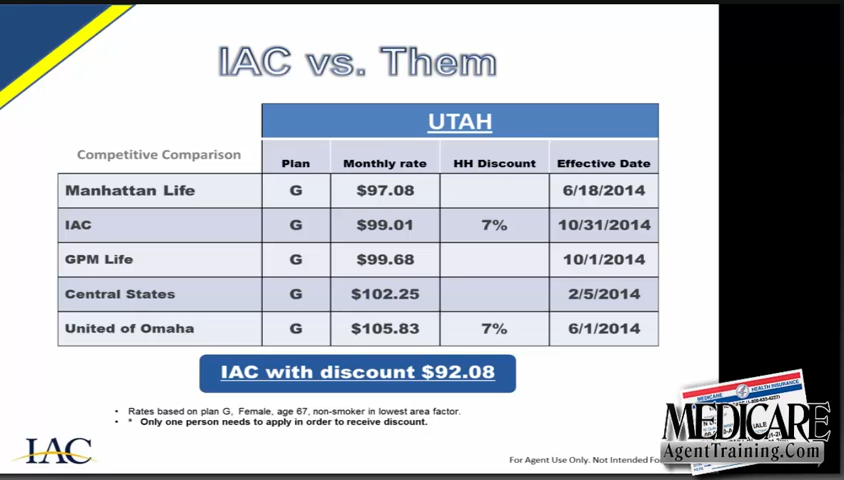 IAC vs. Them
UTAH
Competitive Comparison Plan Monthly rate HH Discount Effective Date
Manhattan Life G $97.08 6/18/2014
IAC G $99.01 7% 10/31/2014
GPM Life G $99.68 10/1/2014
Central States G $102.25 2/5/2014
United of Omaha G $105.83 7% 6/1/2014
IAC with discount $92.08
• Rates based on plan G, Female, age 67, non-smoker in lowest area factor.
• * Only one person needs to apply in order to receive discount.
IAC
For Agent Use Only. Not Intended
HEALTH INSURANCE
MEDICARE
AgentTraining.Com